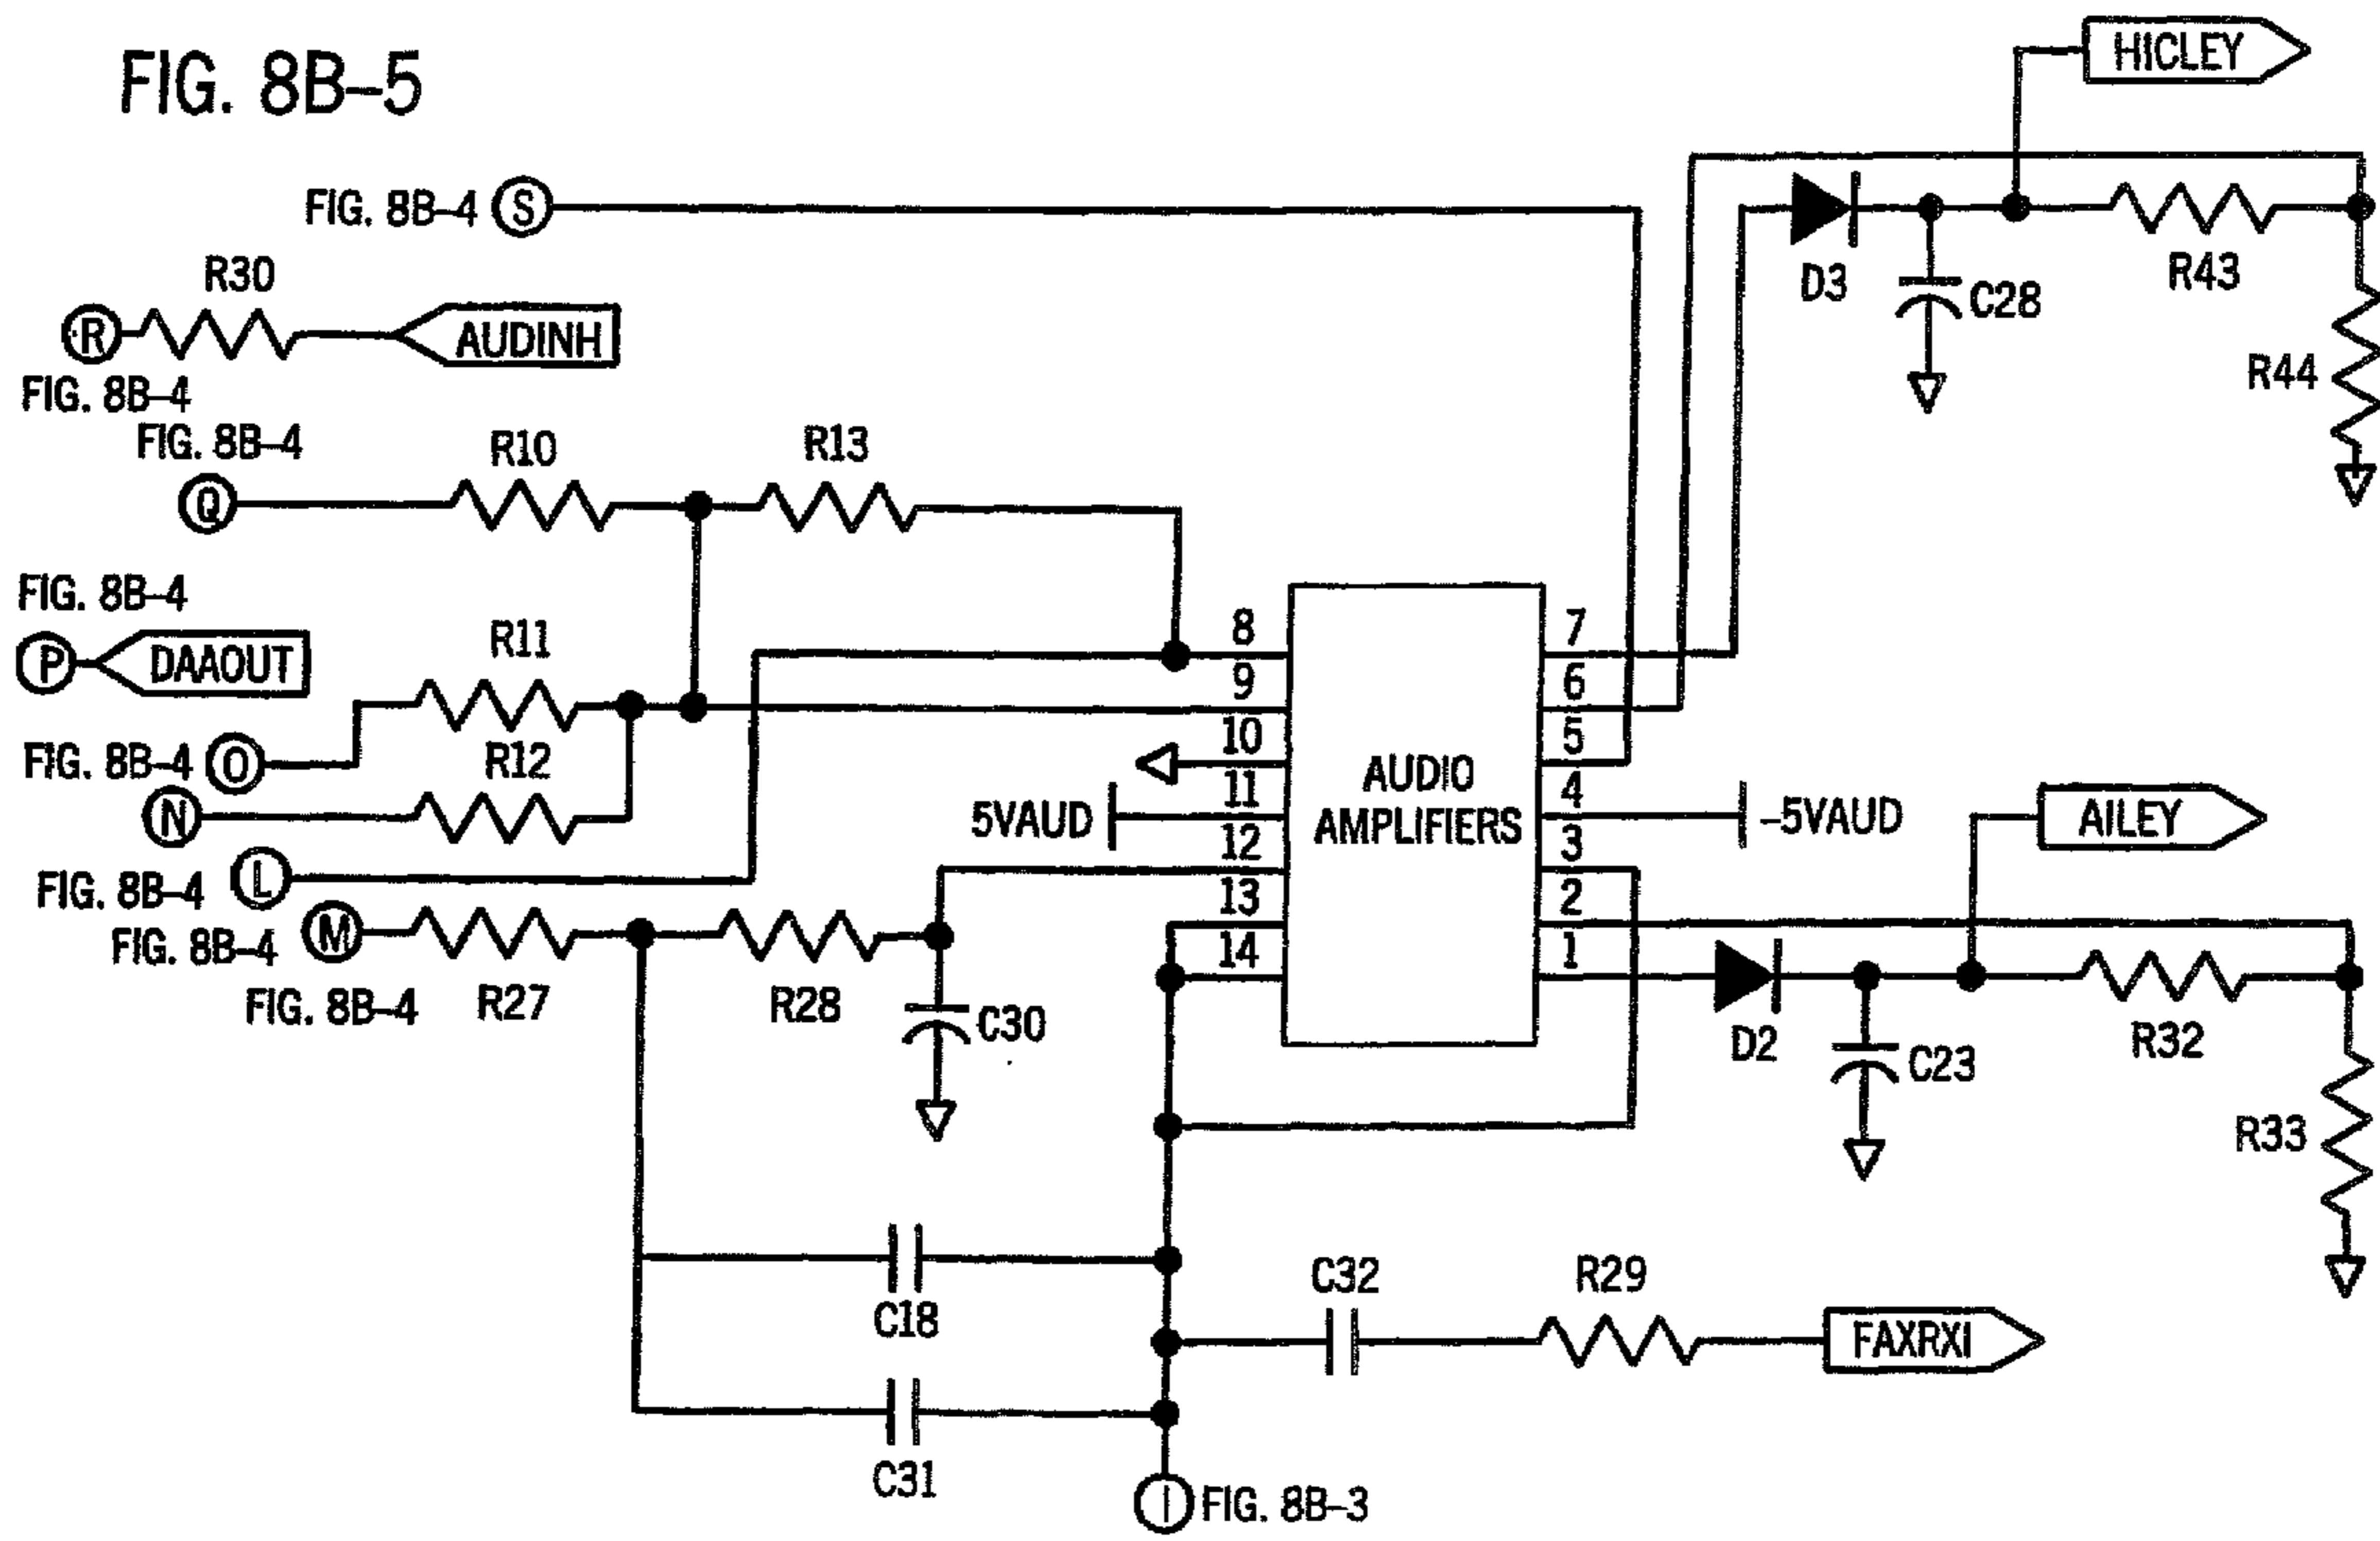 FIG. 8B-5
HICLEY
FIG. 8B-4 S
D3
C28
R43
R44
R30
R
AUDINH
FIG. 8B-4
FIG. 8B-4
Q
R10
R13
FIG. 8B-4
P
DAAOUT
R11
FIG. 8B-4 O
R12
N
FIG. 8B-4 L
FIG. 8B-4 M
FIG. 8B-4
R27
R28
C30
5VAUD
8
9
10
11
12
13
14
AUDIO
AMPLIFIERS
7
6
5
4
3
2
1
-5VAUD
AILEY
D2
C23
R32
R33
C18
C31
C32
R29
FAXRXI
I FIG. 8B-3